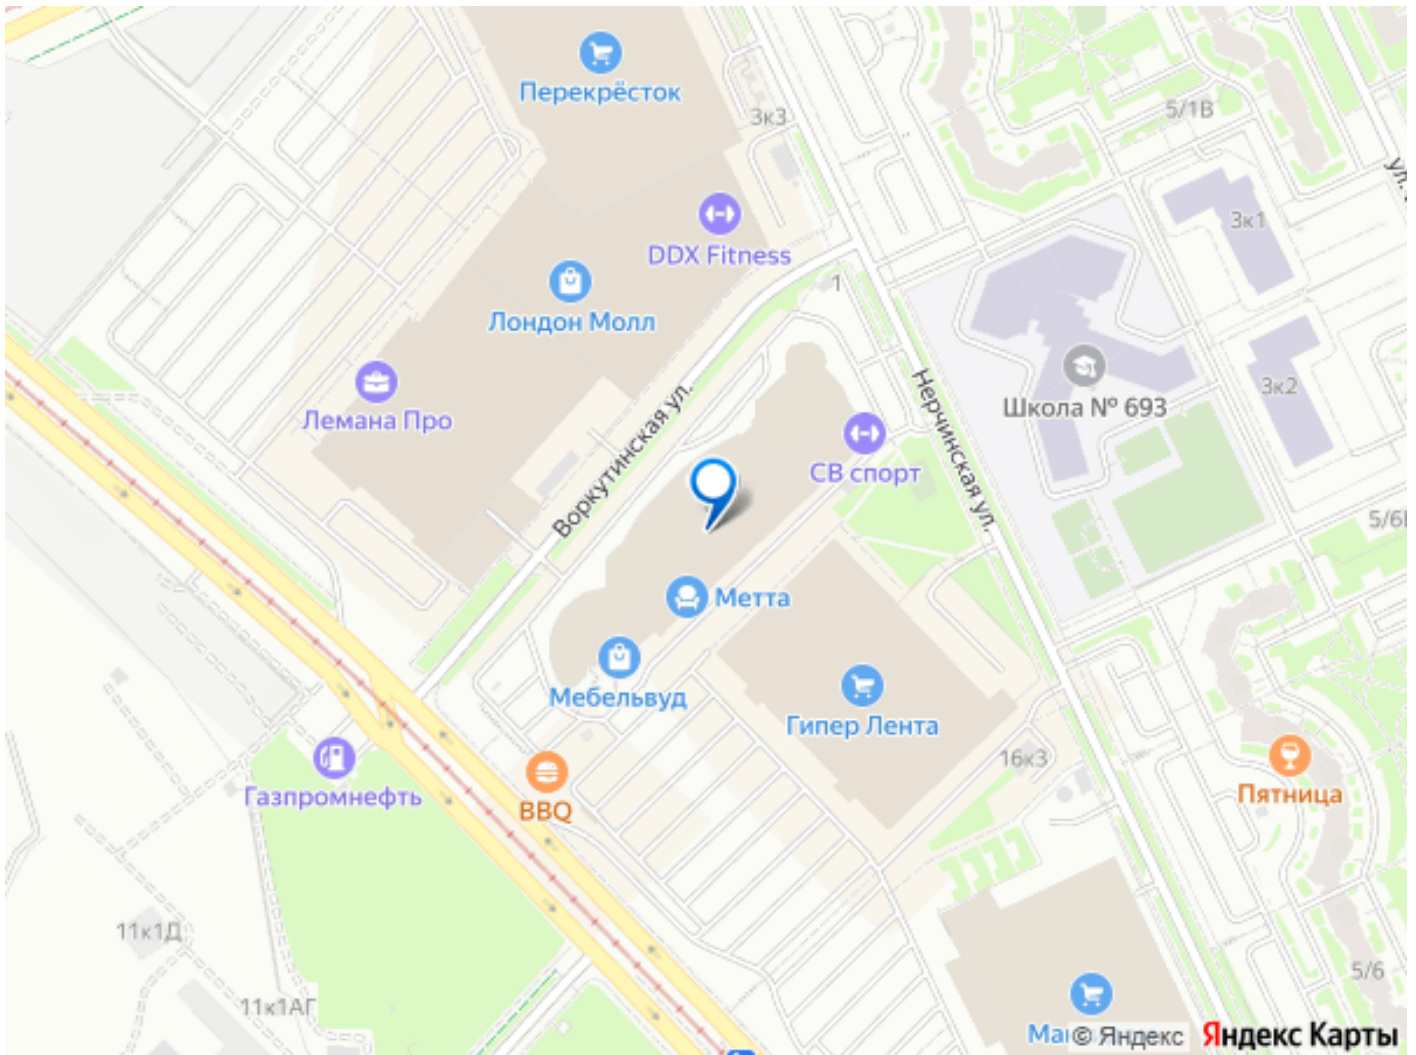 Перекрёсток
3к3
5/1В
ул.
DDX Fitness
3к1
1
Лондон Молл
Воркутинская ул.
Нерчинская ул.
Школа № 693
3к2
Лемана Про
СВ спорт
5/6
Метта
Мебельвуд
Гипер Лента
16к3
Газпромнефть
BBQ
Пятница
11к1Д
11к1АГ
5/6
© Яндекс
Яндекс Карты